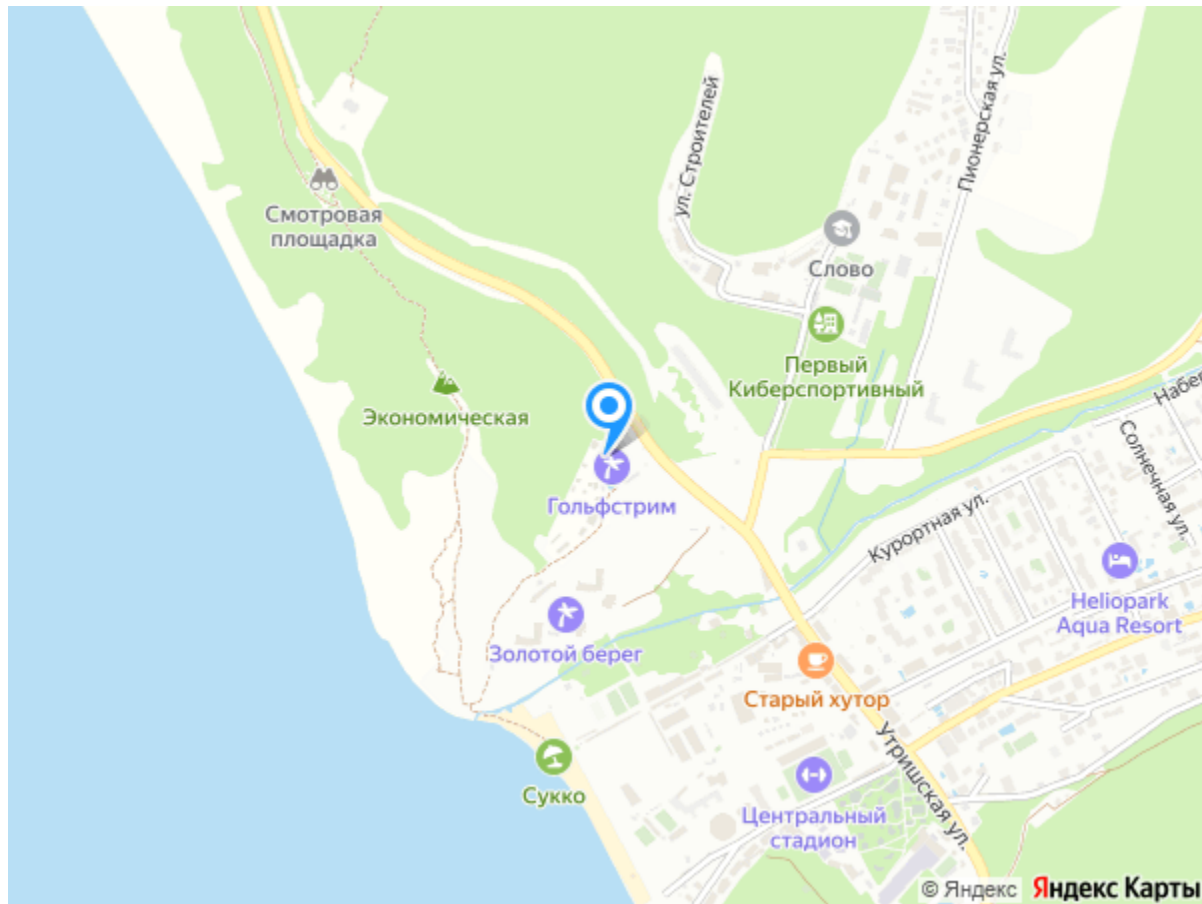 ул. Строителей
Пионерская ул.
Смотровая
площадка
Слово
Первый
Киберспортивный
Экономическая
Набе
Солнечная ул.
Гольфстрим
Курортная ул.
Heliopark
Aqua Resort
Золотой берег
Старый хутор
Утришская ул.
Сукко
Центральный
стадион
© Яндекс Яндекс Карты